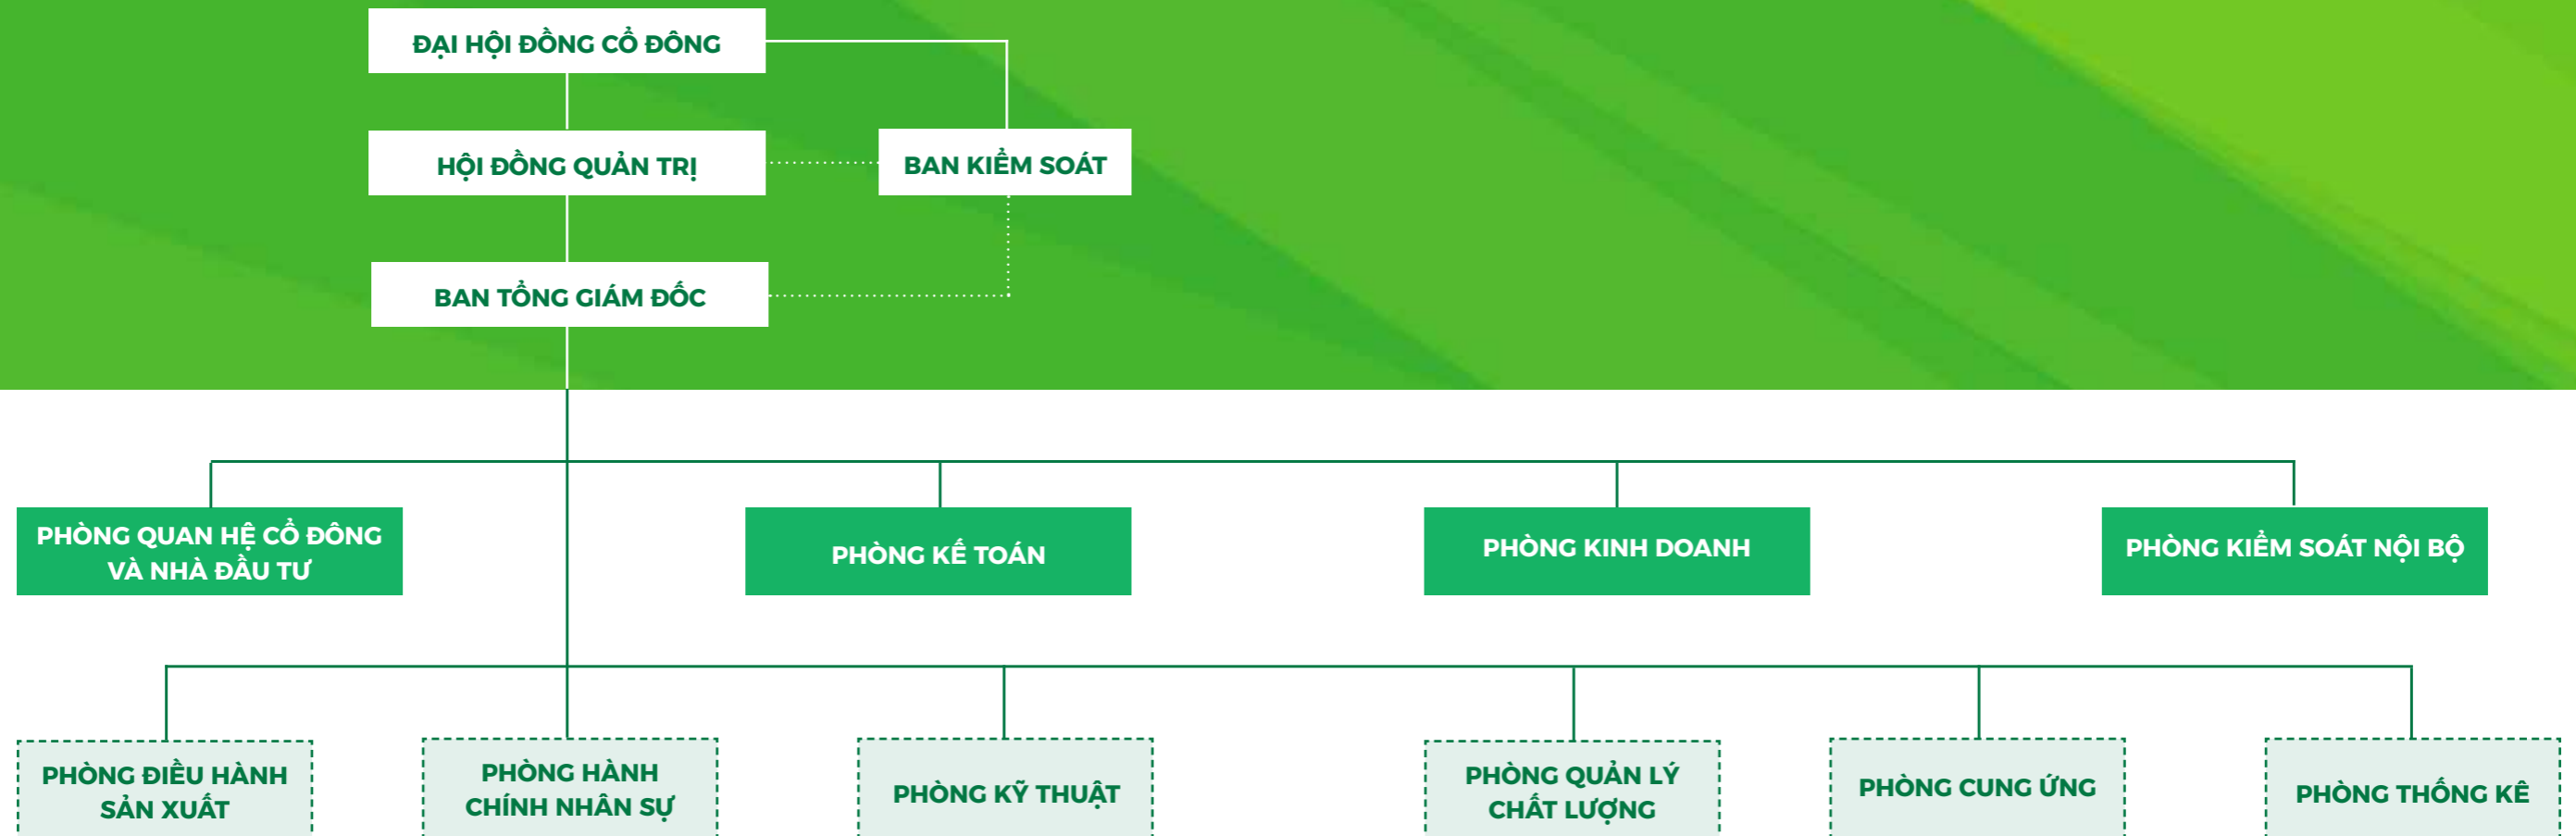 ĐẠI HỘI ĐỒNG CỔ ĐÔNG
HỘI ĐỒNG QUẢN TRỊ
BAN KIỂM SOÁT
BAN TỔNG GIÁM ĐỐC
PHÒNG QUAN HỆ CỔ ĐÔNG
VÀ NHÀ ĐẦU TƯ
PHÒNG KẾ TOÁN
PHÒNG KINH DOANH
PHÒNG KIỂM SOÁT NỘI BỘ
PHÒNG ĐIỀU HÀNH
SẢN XUẤT
PHÒNG HÀNH
CHÍNH NHÂN SỰ
PHÒNG KỸ THUẬT
PHÒNG QUẢN LÝ
CHẤT LƯỢNG
PHÒNG CUNG ỨNG
PHÒNG THỐNG KÊ